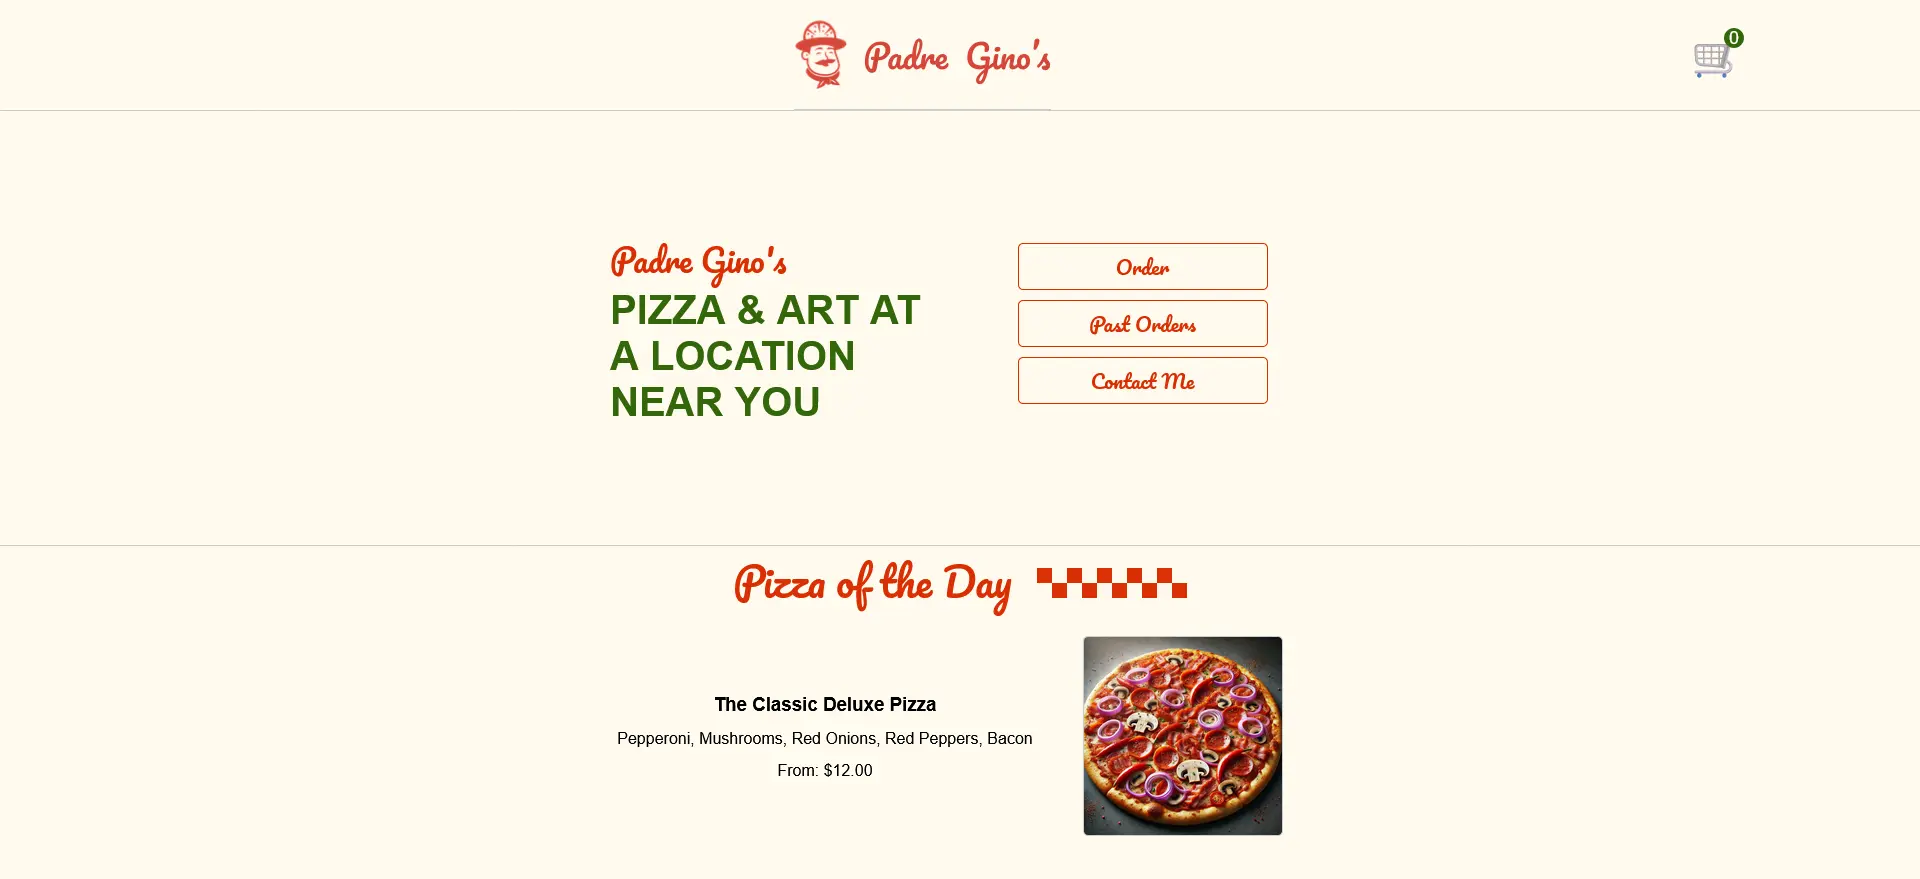 Padre Gino's
0
Padre Gino's
PIZZA & ART AT
A LOCATION
NEAR YOU
Order
Past Orders
Contact Me
Pizza of the Day
The Classic Deluxe Pizza
Pepperoni, Mushrooms, Red Onions, Red Peppers, Bacon
From: $12.00